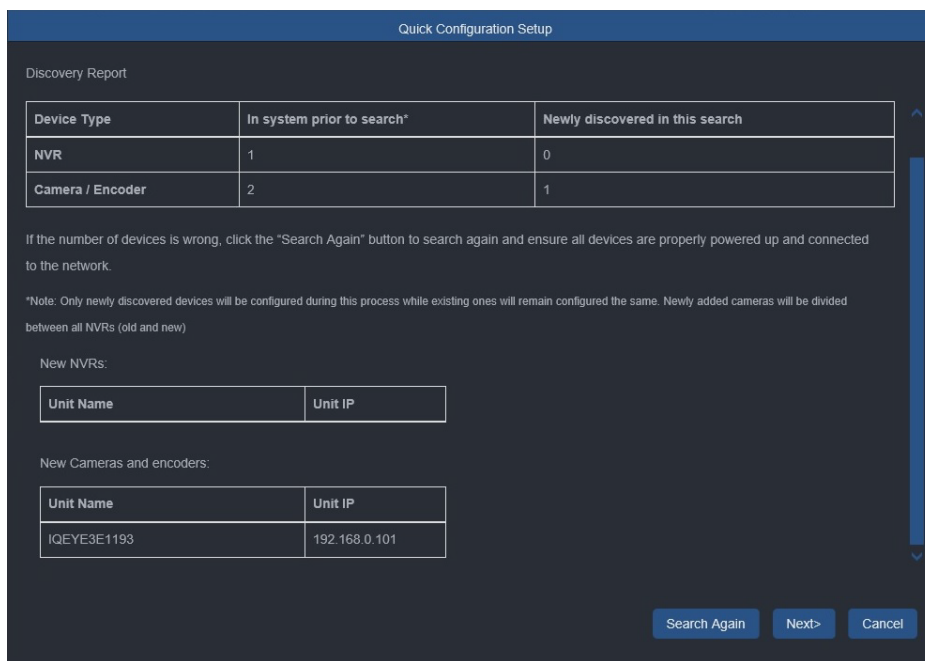 Quick Configuration Setup
Discovery Report
Device Type In system prior to search* Newly discovered in this search
NVR 1 0
Camera / Encoder 2 1
If the number of devices is wrong, click the “Search Again” button to search again and ensure all devices are properly powered up and connected
to the network.
*Note: Only newly discovered devices will be configured during this process while existing ones will remain configured the same. Newly added cameras will be divided
between all NVRs (old and new)
New NVRs:
Unit Name Unit IP
New Cameras and encoders:
Unit Name Unit IP
IQEYE3E1193 192.168.0.101
Search Again Next> Cancel